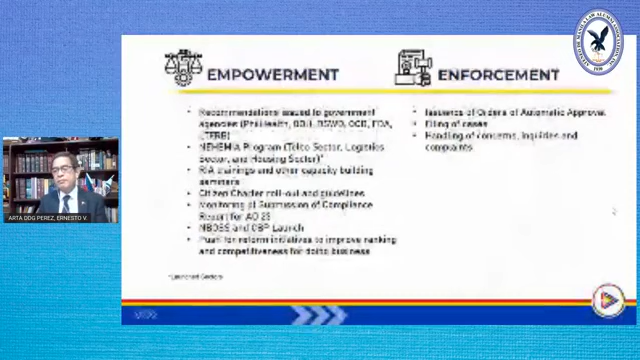 EMPOWERMENT
• Recommendations issued to government
agencies (PhilHealth, DOH, DSWD, OCD, FDA,
LTFRB)
• NEHEMIA Program (Telco Sector, Logistics
Sector, and Housing Sector)*
• RIA trainings and other capacity building
seminars
• Citizen Charter roll-out and guidelines
• Monitoring of Submission of Compliance
Report for AO 23
• NBOSS and CBP Launch
• Push for reform initiatives to improve ranking
and competitiveness for doing business
*Launched Sectors
ENFORCEMENT
• Issuance of Orders of Automatic Approval
• Filing of cases
• Handling of concerns, inquiries and
complaints
ARTA DDG PEREZ, ERNESTO V.